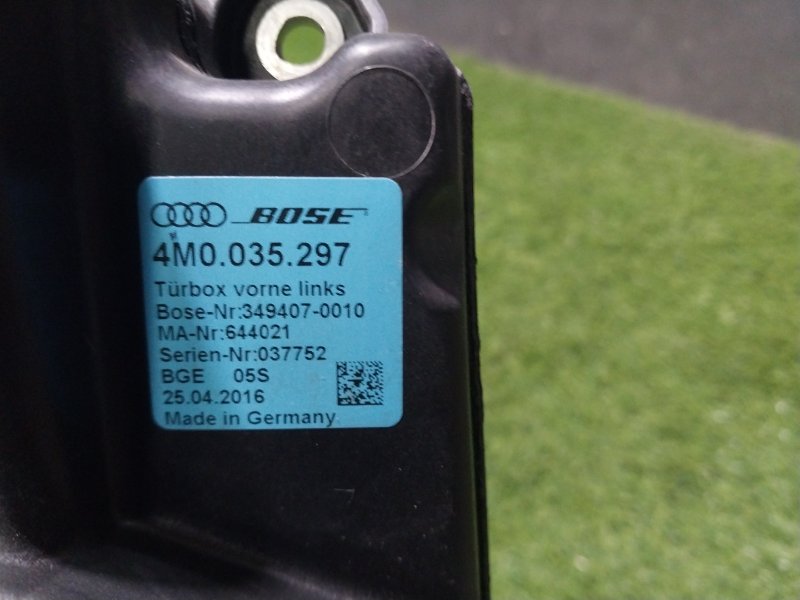 BOSE
4M0.035.297
Türbox vorne links
Bose-Nr:349407-0010
MA-Nr:644021
Serien-Nr:037752
BGE 05S
25.04.2016
Made in Germany